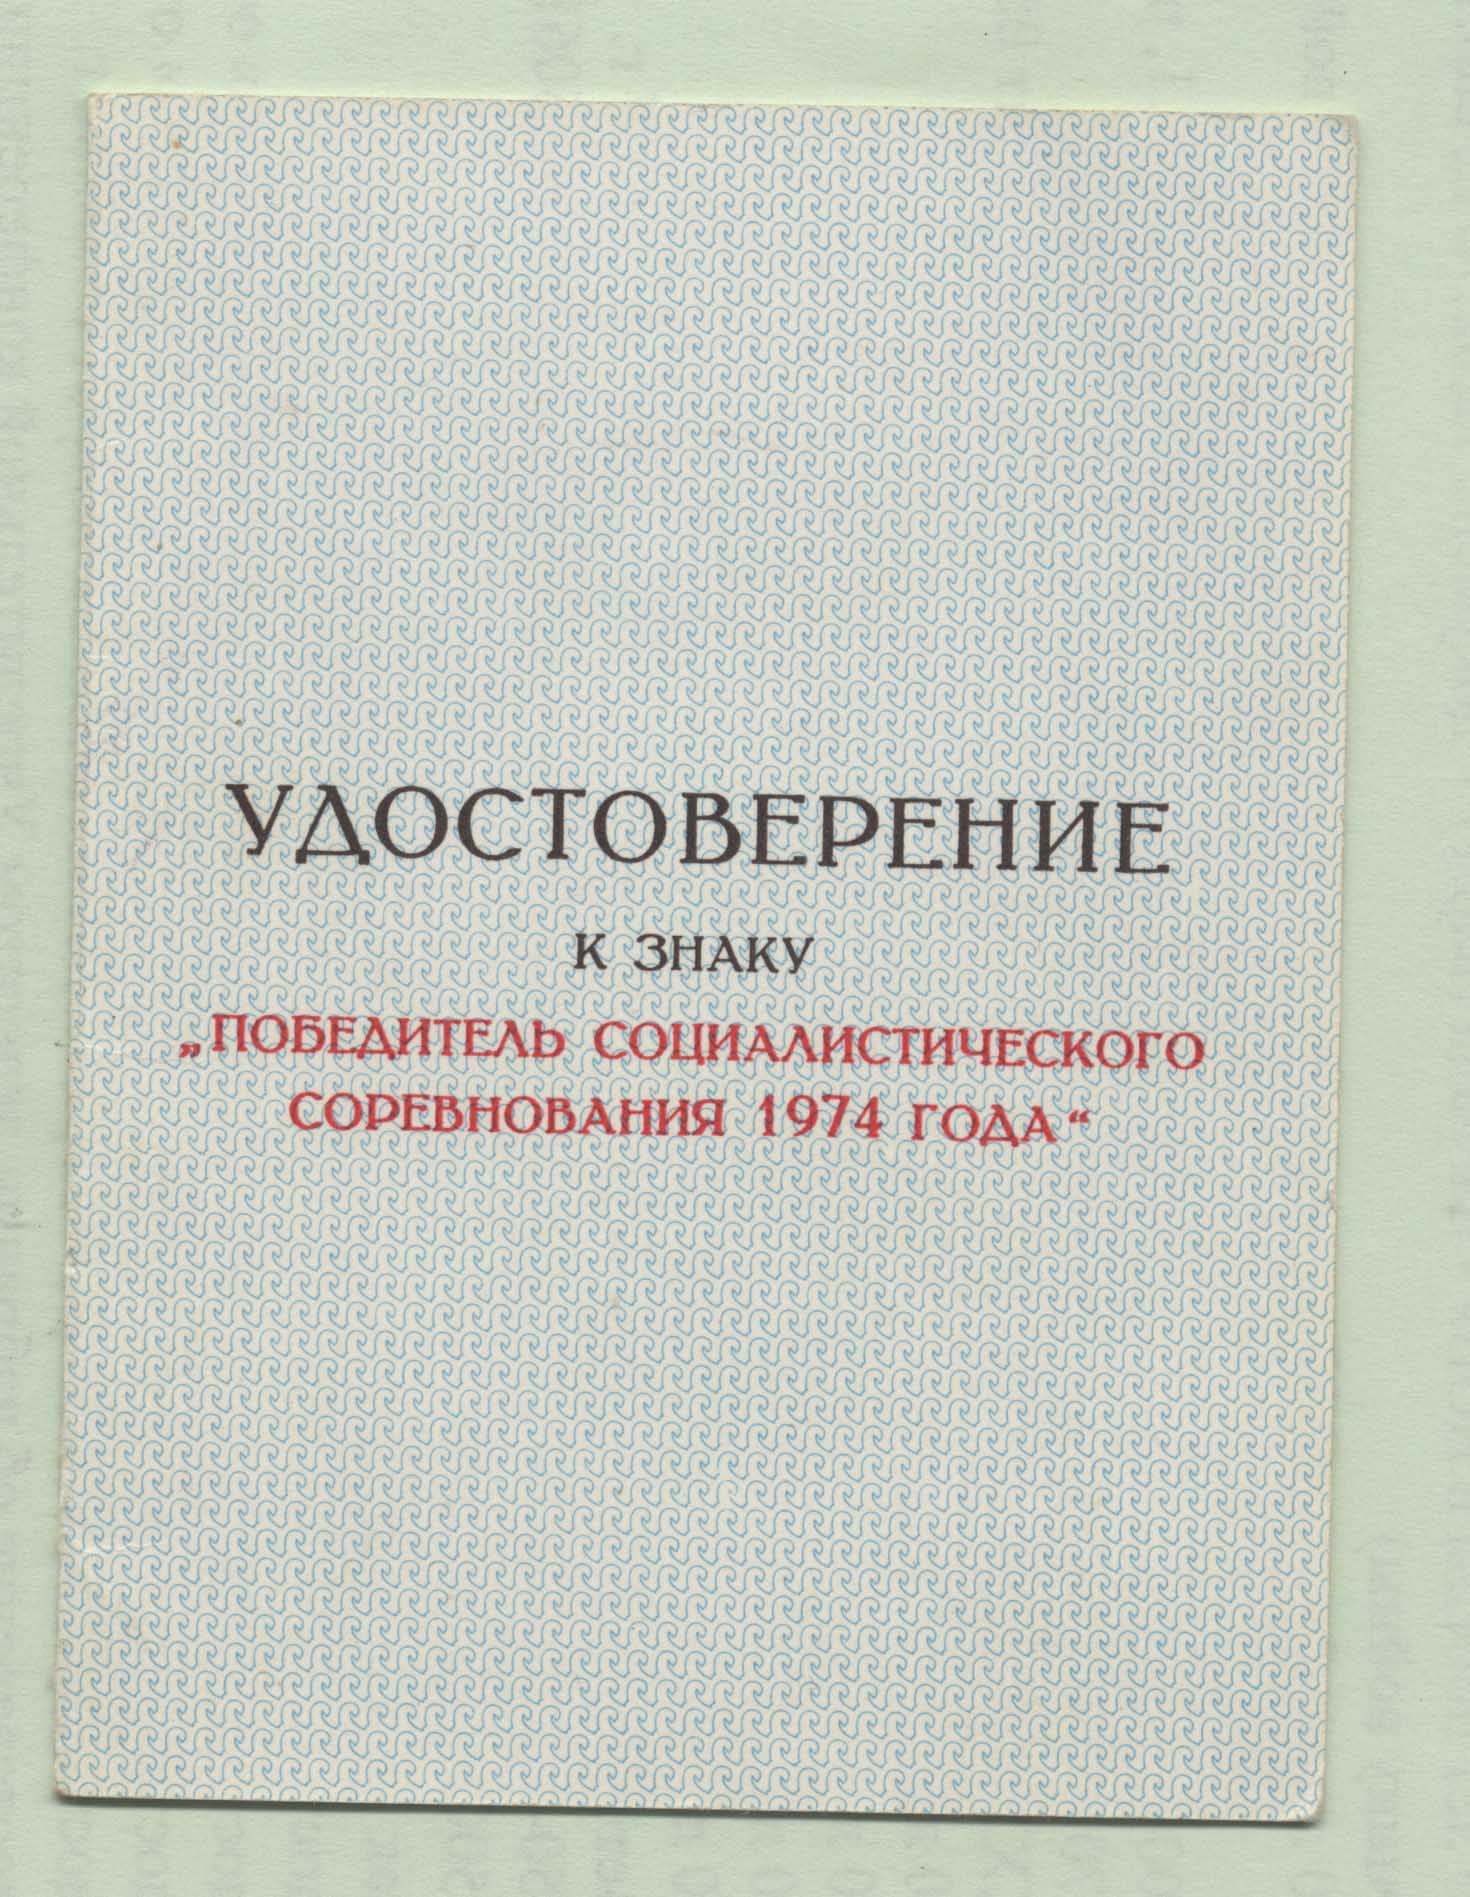 УДОСТОВЕРЕНИЕ
К ЗНАКУ
„ПОБЕДИТЕЛЬ СОЦИАЛИСТИЧЕСКОГО
СОРЕВНОВАНИЯ 1974 ГОДА“